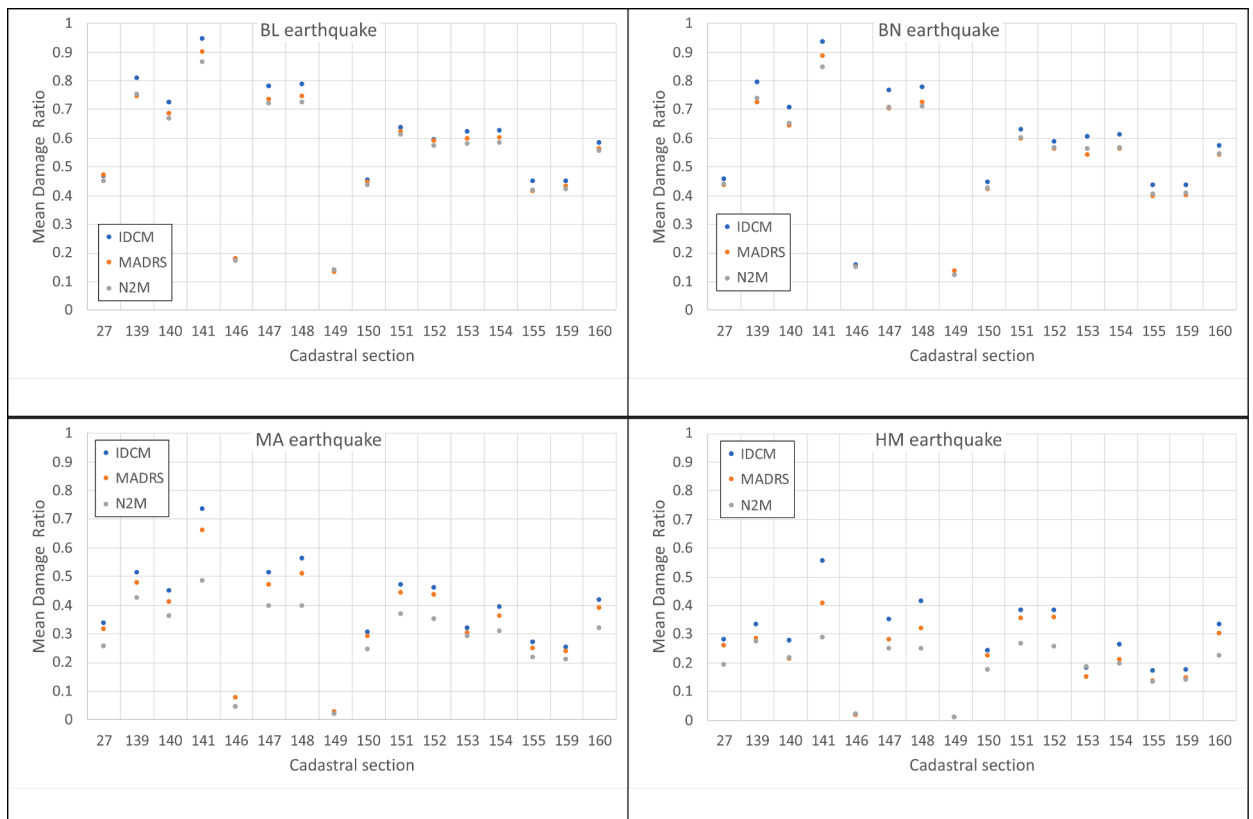 BL earthquake
Mean Damage Ratio
1
0.9
0.8
0.7
0.6
0.5
0.4
0.3
0.2
0.1
0
IDCM
MADRS
N2M
27 139 140 141 146 147 148 149 150 151 152 153 154 155 159 160
Cadastral section
BN earthquake
Mean Damage Ratio
1
0.9
0.8
0.7
0.6
0.5
0.4
0.3
0.2
0.1
0
IDCM
MADRS
N2M
27 139 140 141 146 147 148 149 150 151 152 153 154 155 159 160
Cadastral section
MA earthquake
Mean Damage Ratio
1
0.9
0.8
0.7
0.6
0.5
0.4
0.3
0.2
0.1
0
IDCM
MADRS
N2M
27 139 140 141 146 147 148 149 150 151 152 153 154 155 159 160
Cadastral section
HM earthquake
Mean Damage Ratio
1
0.9
0.8
0.7
0.6
0.5
0.4
0.3
0.2
0.1
0
IDCM
MADRS
N2M
27 139 140 141 146 147 148 149 150 151 152 153 154 155 159 160
Cadastral section